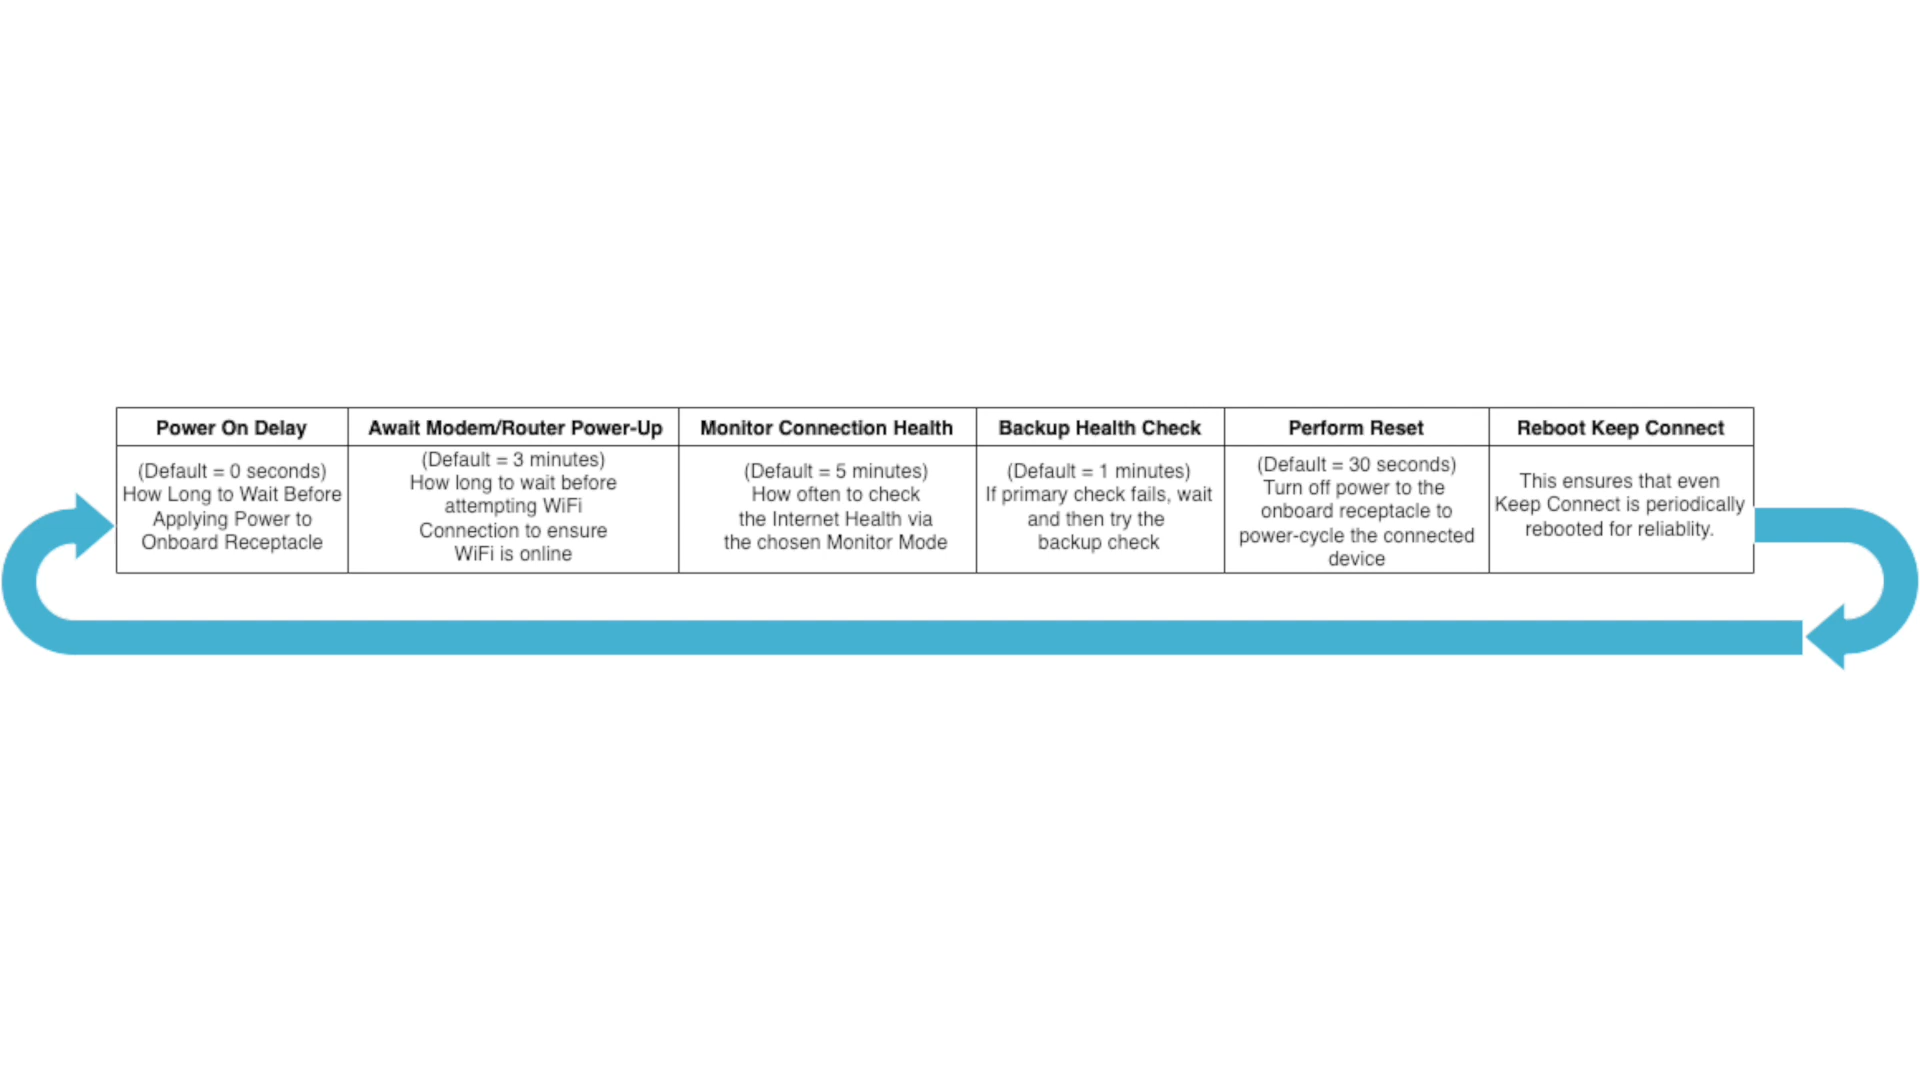 Power On Delay
(Default = 0 seconds)
How Long to Wait Before
Applying Power to
Onboard Receptacle
Await Modem/Router Power-Up
(Default = 3 minutes)
How long to wait before
attempting WiFi
Connection to ensure
WiFi is online
Monitor Connection Health
(Default = 5 minutes)
How often to check
the Internet Health via
the chosen Monitor Mode
Backup Health Check
(Default = 1 minutes)
If primary check fails, wait
and then try the
backup check
Perform Reset
(Default = 30 seconds)
Turn off power to the
onboard receptacle to
power-cycle the connected
device
Reboot Keep Connect
This ensures that even
Keep Connect is periodically
rebooted for reliablity.